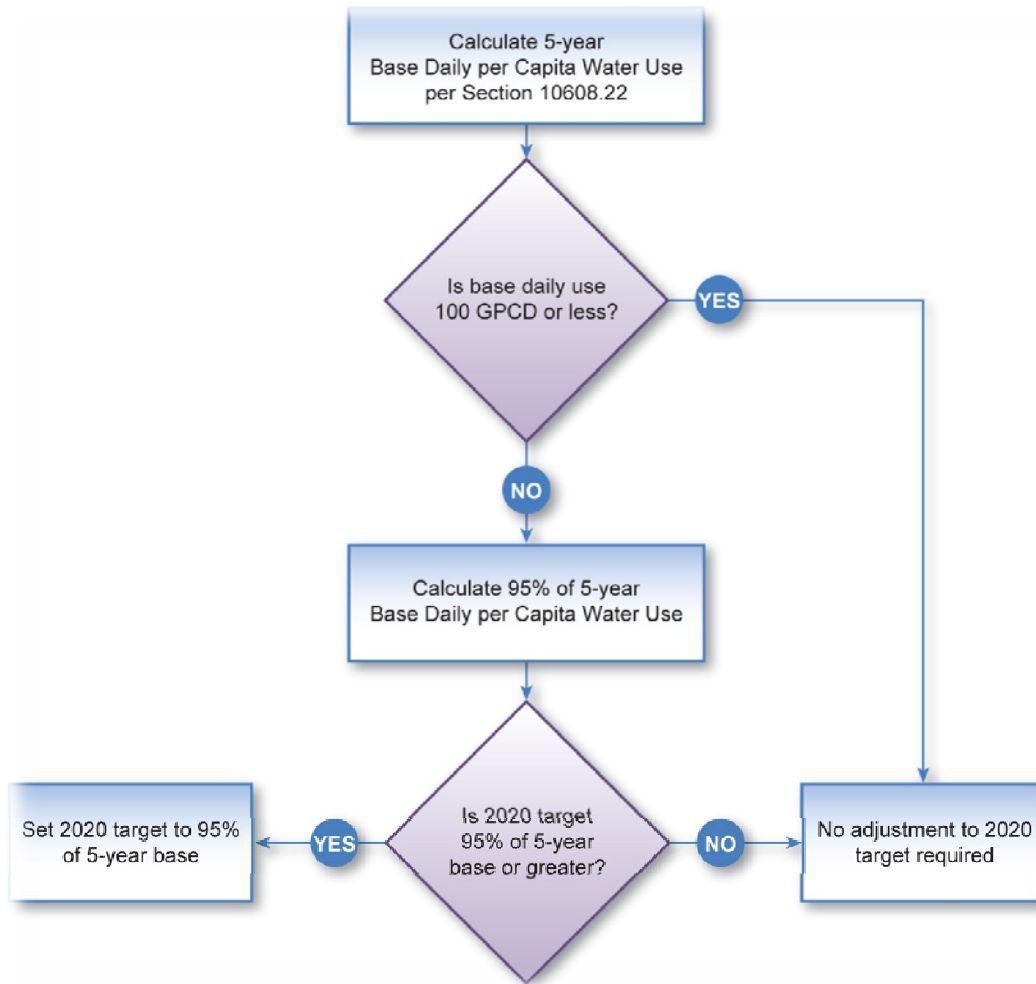 Calculate 5-year
Base Daily per Capita Water Use
per Section 10608.22
Is base daily use
100 GPCD or less?
YES
NO
Calculate 95% of 5-year
Base Daily per Capita Water Use
Is 2020 target
95% of 5-year
base or greater?
YES
Set 2020 target to 95%
of 5-year base
NO
No adjustment to 2020
target required